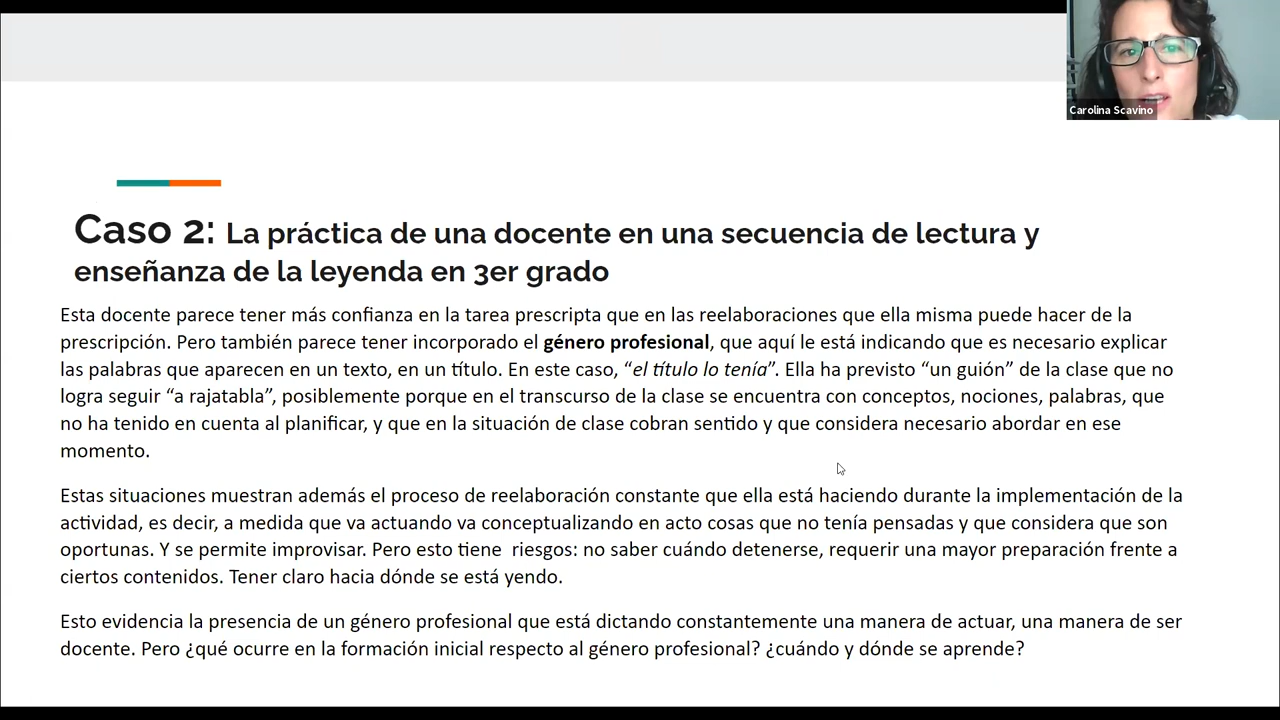 Carolina Scavino
Caso 2: La práctica de una docente en una secuencia de lectura y
enseñanza de la leyenda en 3er grado
Esta docente parece tener más confianza en la tarea prescripta que en las reelaboraciones que ella misma puede hacer de la
prescripción. Pero también parece tener incorporado el género profesional, que aquí le está indicando que es necesario explicar
las palabras que aparecen en un texto, en un título. En este caso, “el título lo tenía”. Ella ha previsto “un guión” de la clase que no
logra seguir “a rajatabla”, posiblemente porque en el transcurso de la clase se encuentra con conceptos, nociones, palabras, que
no ha tenido en cuenta al planificar, y que en la situación de clase cobran sentido y que considera necesario abordar en ese
momento.
Estas situaciones muestran además el proceso de reelaboración constante que ella está haciendo durante la implementación de la
actividad, es decir, a medida que va actuando va conceptualizando en acto cosas que no tenía pensadas y que considera que son
oportunas. Y se permite improvisar. Pero esto tiene  riesgos: no saber cuándo detenerse, requerir una mayor preparación frente a
ciertos contenidos. Tener claro hacia dónde se está yendo.
Esto evidencia la presencia de un género profesional que está dictando constantemente una manera de actuar, una manera de ser
docente. Pero ¿qué ocurre en la formación inicial respecto al género profesional? ¿cuándo y dónde se aprende?